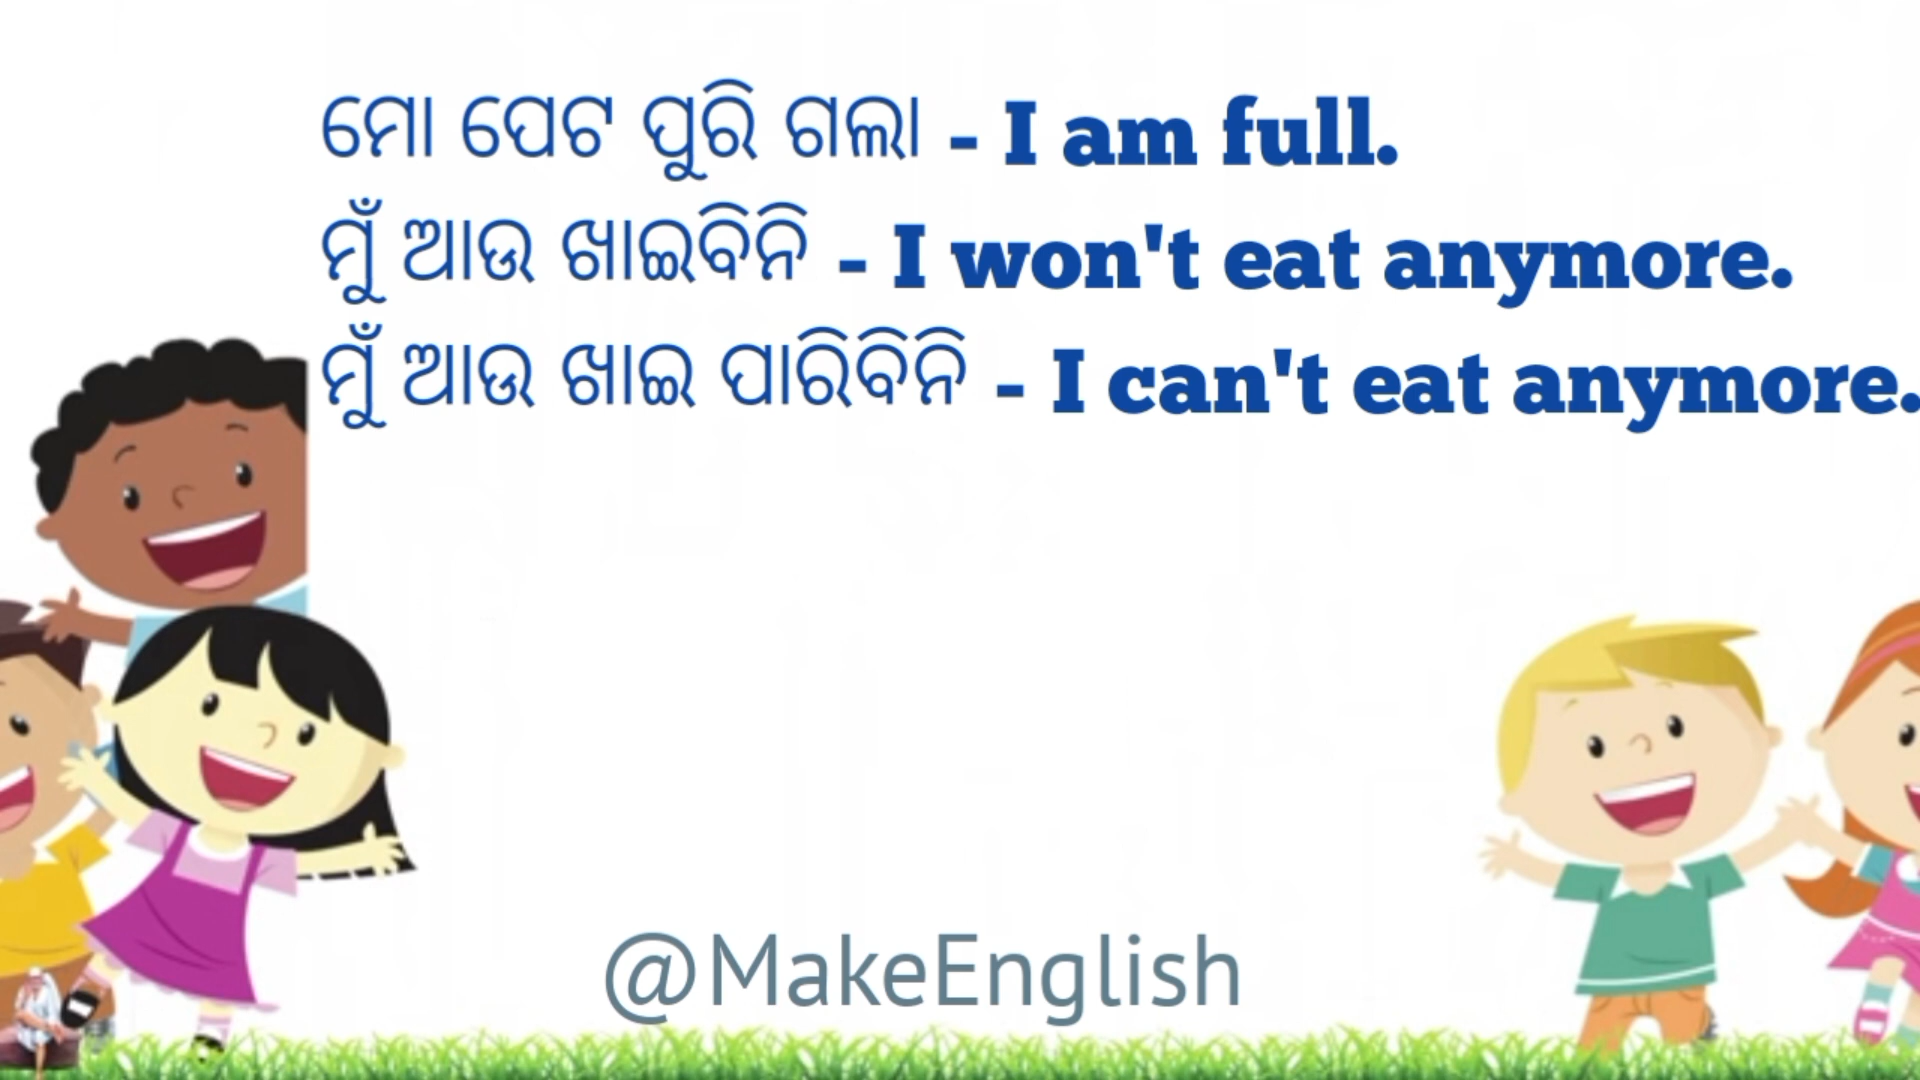 ମୋ ପେଟ ପୁରି ଗଲା - I am full.
ମୁଁ ଆଉ ଖାଇବିନି - I won't eat anymore.
ମୁଁ ଆଉ ଖାଇ ପାରିବିନି - I can't eat anymore.
@MakeEnglish